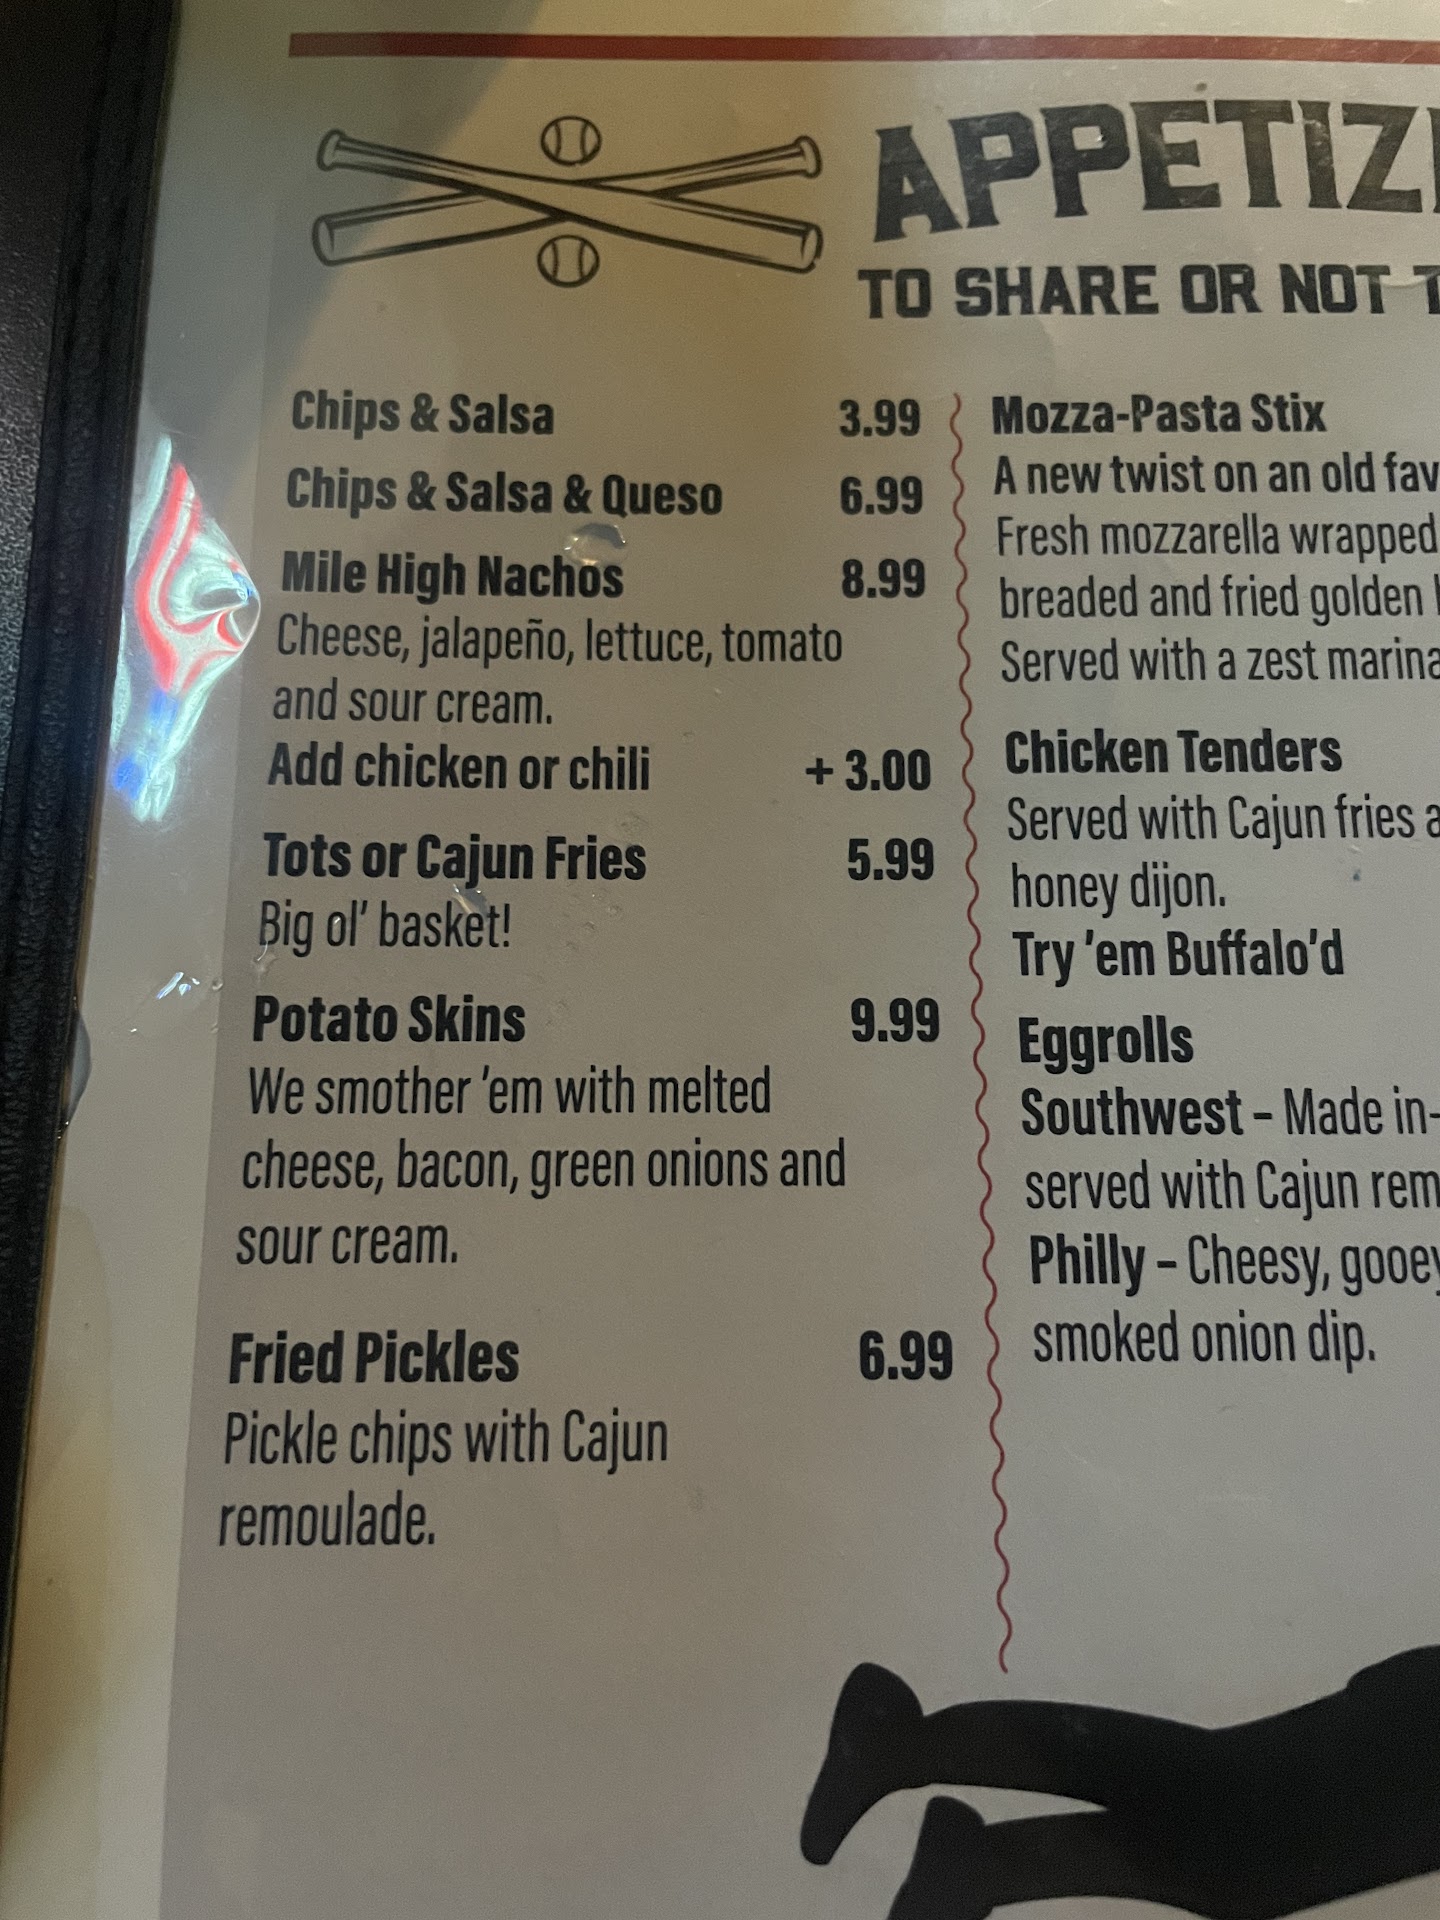 APPETIZ
TO SHARE OR NOT
Chips & Salsa 3.99
Chips & Salsa & Queso 6.99
Mile High Nachos 8.99
Cheese, jalapeño, lettuce, tomato
and sour cream.
Add chicken or chili + 3.00
Tots or Cajun Fries 5.99
Big ol' basket!
Potato Skins 9.99
We smother 'em with melted
cheese, bacon, green onions and
sour cream.
Fried Pickles 6.99
Pickle chips with Cajun
remoulade.
Mozza-Pasta Stix
A new twist on an old fav
Fresh mozzarella wrapped
breaded and fried golden
Served with a zest marina
Chicken Tenders
Served with Cajun fries a
honey dijon.
Try 'em Buffalo'd
Eggrolls
Southwest – Made in-
served with Cajun rem
Philly – Cheesy, gooey
smoked onion dip.